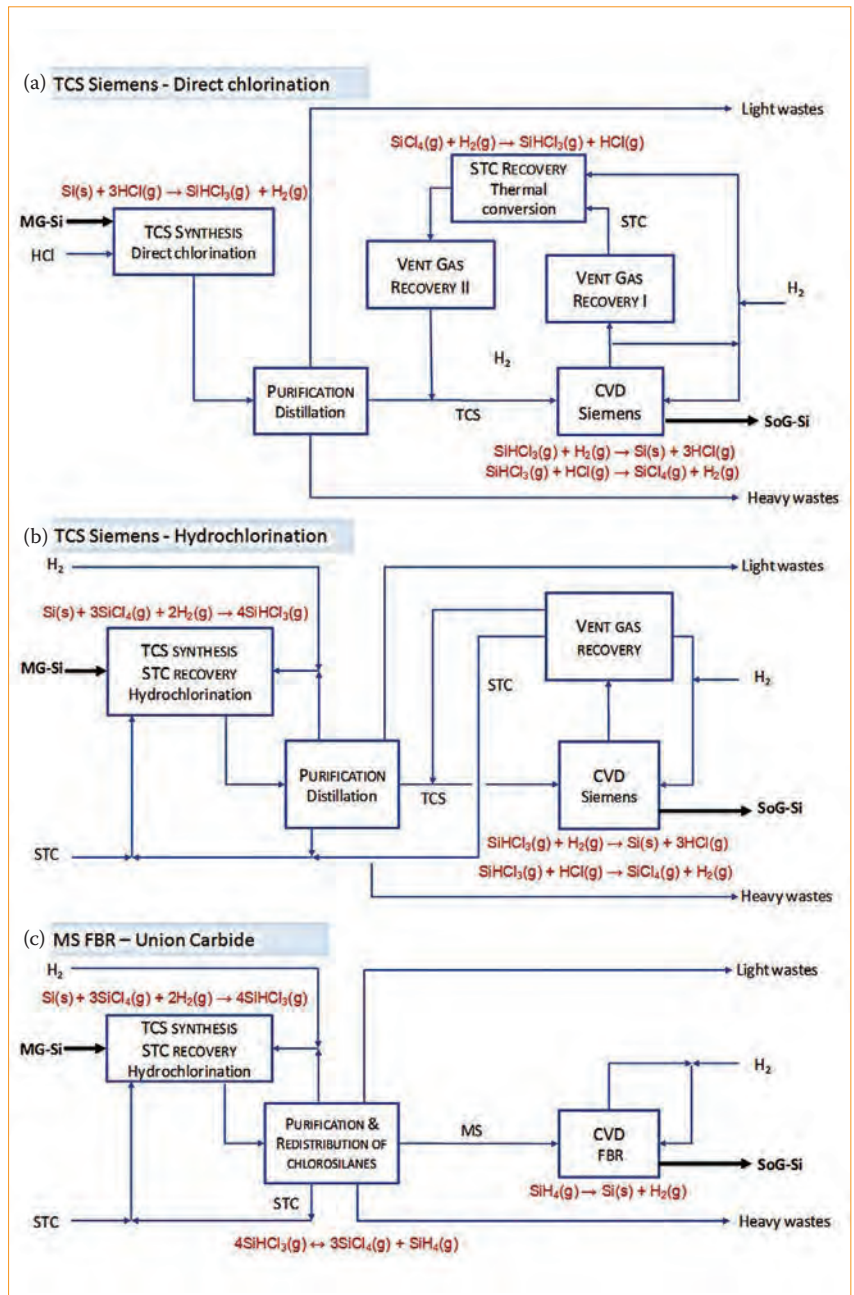 (a) TCS Siemens - Direct chlorination
Light wastes
SiCl₄(g) + H₂(g) → SiHCl₃(g) + HCl(g)
STC RECOVERY
Thermal
conversion
Si(s) + 3HCl(g) → SiHCl₃(g) + H₂(g)
MG-Si
HCl
TCS SYNTHESIS
Direct chlorination
STC
VENT GAS
RECOVERY II
VENT GAS
RECOVERY I
H₂
H₂
PURIFICATION
Distillation
TCS
CVD
Siemens
SoG-Si
SiHCl₃(g) + H₂(g) → Si(s) + 3HCl(g)
SiHCl₃(g) + HCl(g) → SiCl₄(g) + H₂(g)
Heavy wastes
(b) TCS Siemens - Hydrochlorination
H₂
Light wastes
Si(s) + 3SiCl₄(g) + 2H₂(g) → 4SiHCl₃(g)
MG-Si
TCS SYNTHESIS
STC RECOVERY
Hydrochlorination
VENT GAS
RECOVERY
STC
H₂
PURIFICATION
Distillation
TCS
CVD
Siemens
SoG-Si
STC
SiHCl₃(g) + H₂(g) → Si(s) + 3HCl(g)
SiHCl₃(g) + HCl(g) → SiCl₄(g) + H₂(g)
Heavy wastes
(c) MS FBR – Union Carbide
H₂
Light wastes
Si(s) + 3SiCl₄(g) + 2H₂(g) → 4SiHCl₃(g)
MG-Si
TCS SYNTHESIS
STC RECOVERY
Hydrochlorination
H₂
PURIFICATION &
REDISTRIBUTION OF
CHLOROSILANES
MS
CVD
FBR
SoG-Si
SiH₄(g) → Si(s) + H₂(g)
STC
STC
Heavy wastes
4SiHCl₃(g) ↔ 3SiCl₄(g) + SiH₄(g)